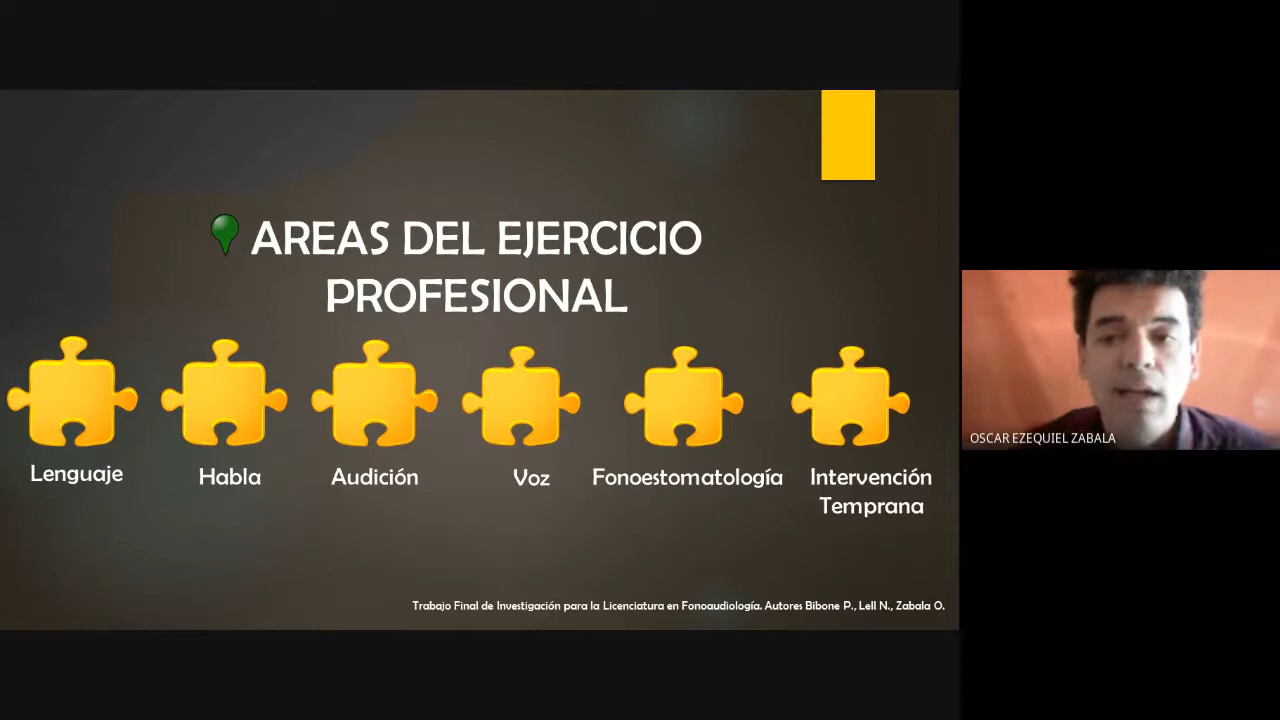 AREAS DEL EJERCICIO
PROFESIONAL
Lenguaje
Habla
Audición
Voz
Fonoestomatología
Intervención
Temprana
Trabajo Final de Investigación para la Licenciatura en Fonoaudiología. Autores Bibone P., Lell N., Zabala O.
OSCAR EZEQUIEL ZABALA